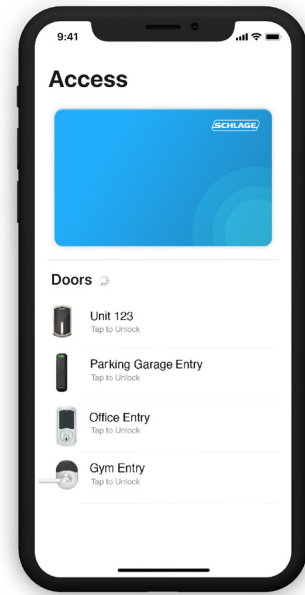 9:41
Access
SCHLAGE
Doors
Unit 123
Tap to Unlock
Parking Garage Entry
Tap to Unlock
Office Entry
Tap to Unlock
Gym Entry
Tap to Unlock